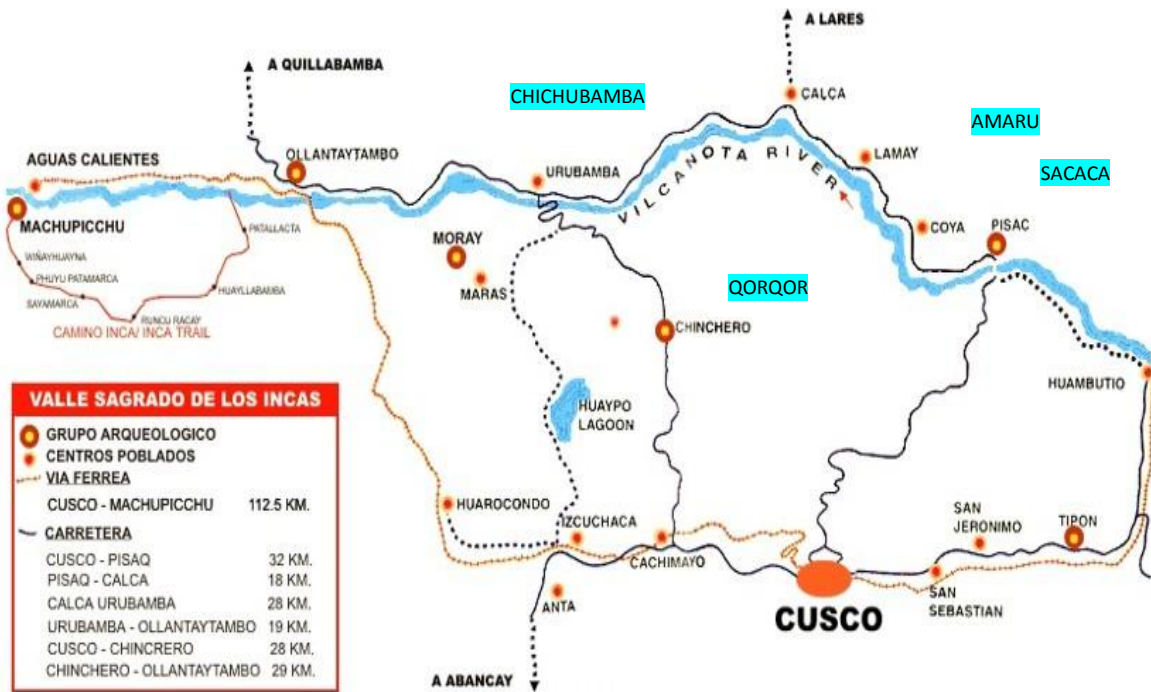 A LARES
A QUILLABAMBA
CHICHUBAMBA
CALCA
AMARU
AGUAS CALIENTES
OLLANTAYTAMBO
LAMAY
URUBAMBA
VILCANOTA RIVER
SACACA
MACHUPICCHU
PATALLACTA
MORAY
COYA
PISAC
WIÑAYHUAYNA
PHUYU PATAMARCA
SAYAMARCA
HUAYLLABAMBA
MARAS
QORQOR
RUNCU RACAY
CAMINO INCA/ INCA TRAIL
CHINCHERO
HUAMBUTIO
HUAYPO
LAGOON
VALLE SAGRADO DE LOS INCAS
GRUPO ARQUEOLOGICO
CENTROS POBLADOS
VIA FERREA
CUSCO - MACHUPICCHU 112.5 KM.
CARRETERA
CUSCO - PISAQ 32 KM.
PISAQ - CALCA 18 KM.
CALCA URUBAMBA 28 KM.
URUBAMBA - OLLANTAYTAMBO 19 KM.
CUSCO - CHINCRERO 28 KM.
CHINCHERO - OLLANTAYTAMBO 29 KM.
HUAROCONDO
IZCUCHACA
CACHIMAYO
SAN
JERONIMO
TIPON
ANTA
CUSCO
SAN
SEBASTIAN
A ABANCAY